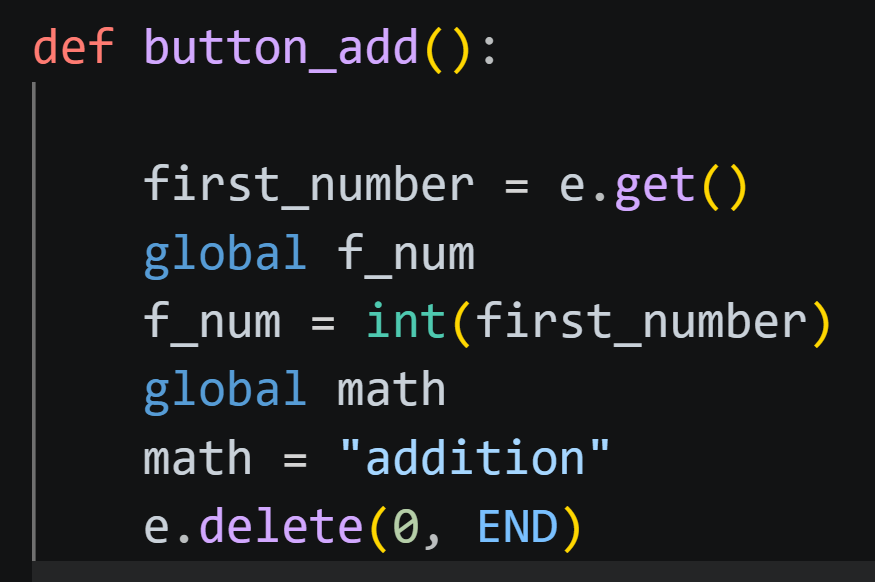 def button_add():
first_number = e.get()
global f_num
f_num = int(first_number)
global math
math = "addition"
e.delete(0, END)